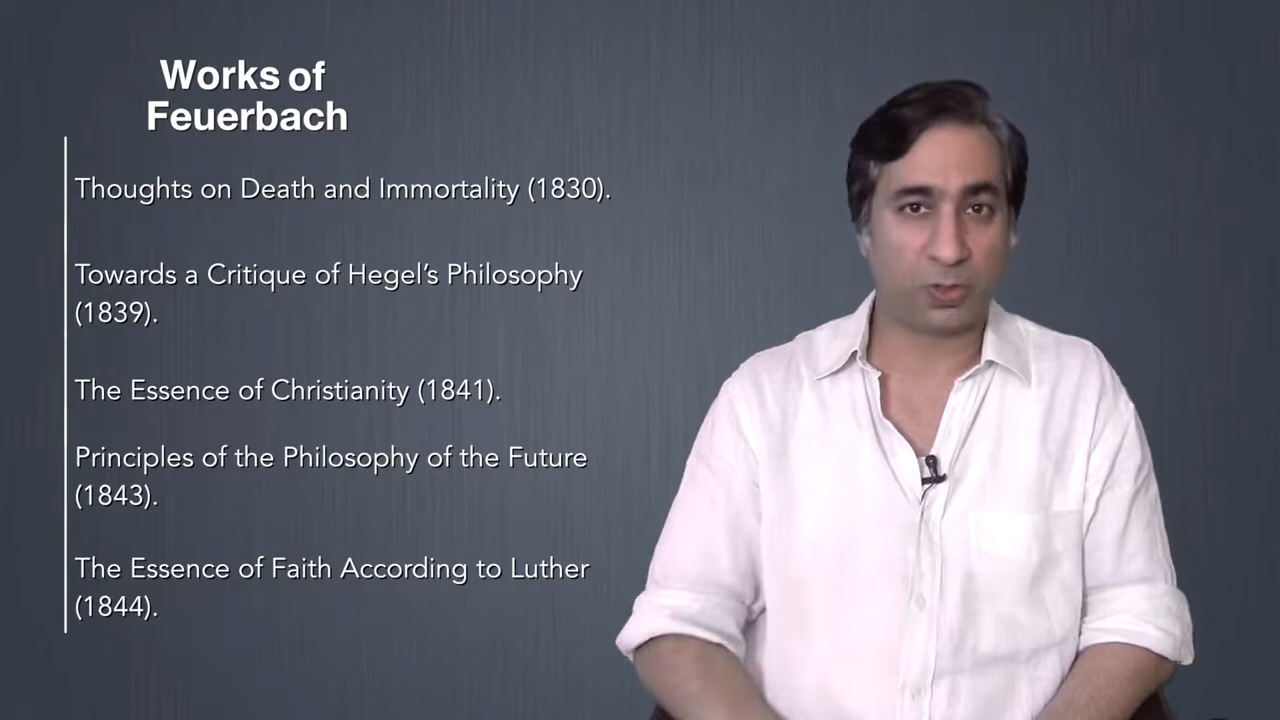 Works of
Feuerbach
Thoughts on Death and Immortality (1830).
Towards a Critique of Hegel’s Philosophy
(1839).
The Essence of Christianity (1841).
Principles of the Philosophy of the Future
(1843).
The Essence of Faith According to Luther
(1844).